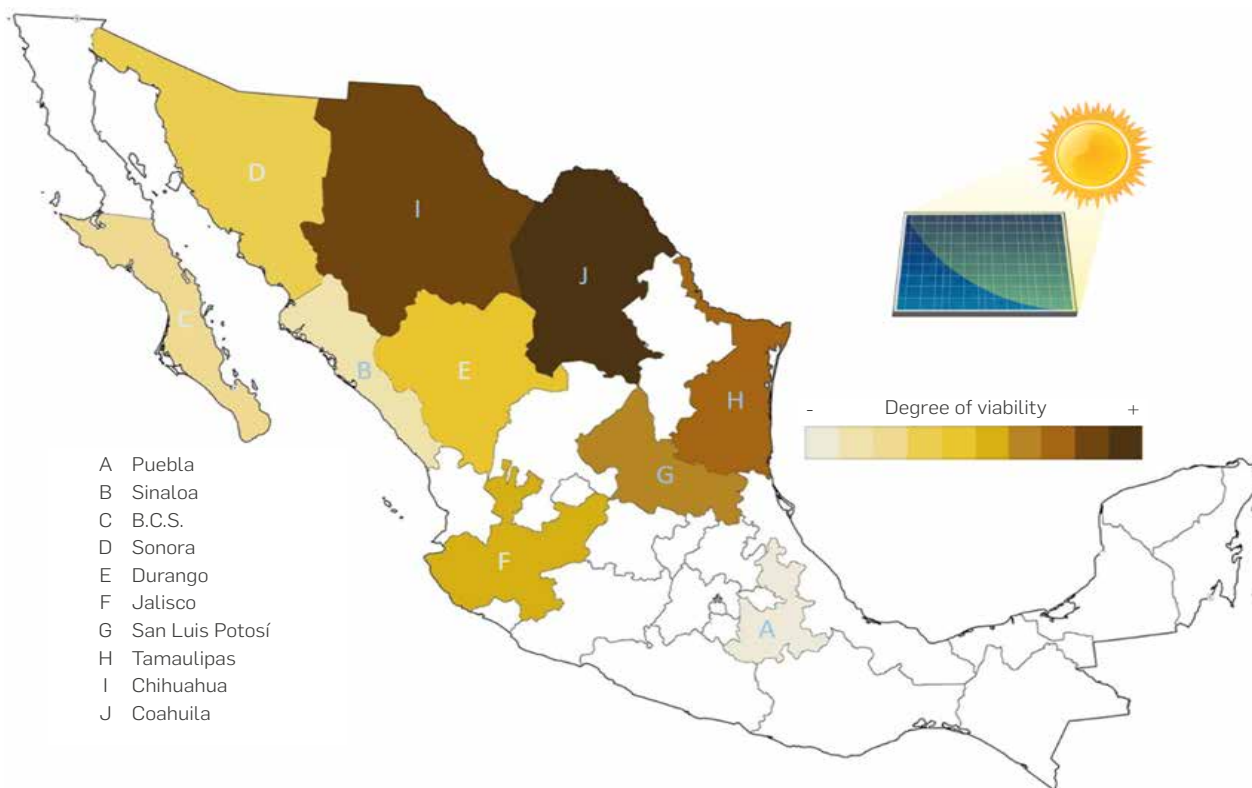 D
I
J
C
B
E
H
- Degree of viability +
G
F
A
A Puebla
B Sinaloa
C B.C.S.
D Sonora
E Durango
F Jalisco
G San Luis Potosí
H Tamaulipas
I Chihuahua
J Coahuila